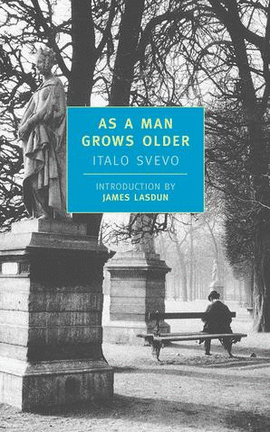 AS A MAN
GROWS OLDER
ITALO SVEVO
INTRODUCTION BY
JAMES LASDUN